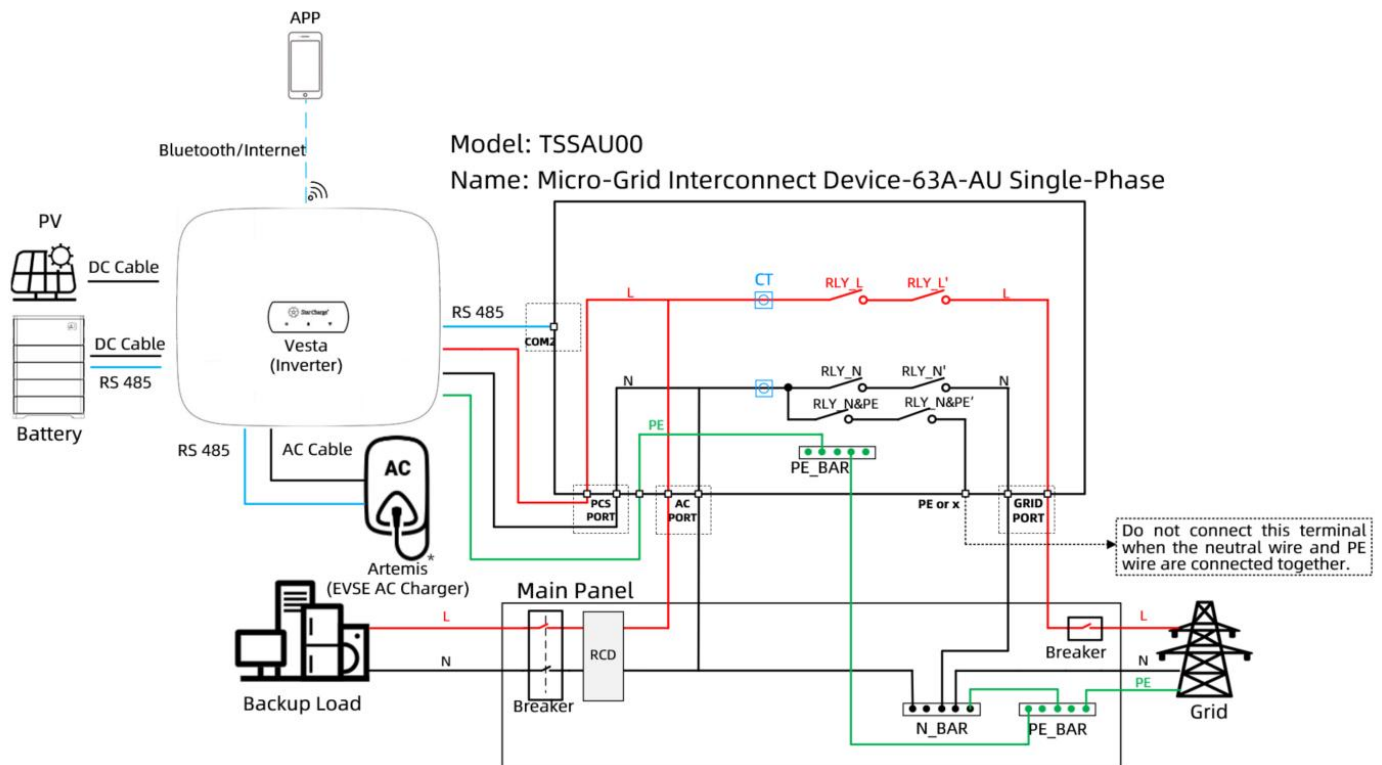 APP
Bluetooth/Internet
Model: TSSAU00
Name: Micro-Grid Interconnect Device-63A-AU Single-Phase
PV
DC Cable
DC Cable
RS 485
Battery
Star Charge
Vesta
(Inverter)
RS 485
COM2
L
CT
RLY_L
RLY_L'
L
N
RLY_N
RLY_N'
N
RLY_N&PE
RLY_N&PE'
PE
PE_BAR
RS 485
AC Cable
AC
Artemis *
(EVSE AC Charger)
PCS
PORT
AC
PORT
PE or x
GRID
PORT
Do not connect this terminal
when the neutral wire and PE
wire are connected together.
Main Panel
L
N
Backup Load
Breaker
RCD
N_BAR
PE_BAR
Breaker
L
N
PE
Grid